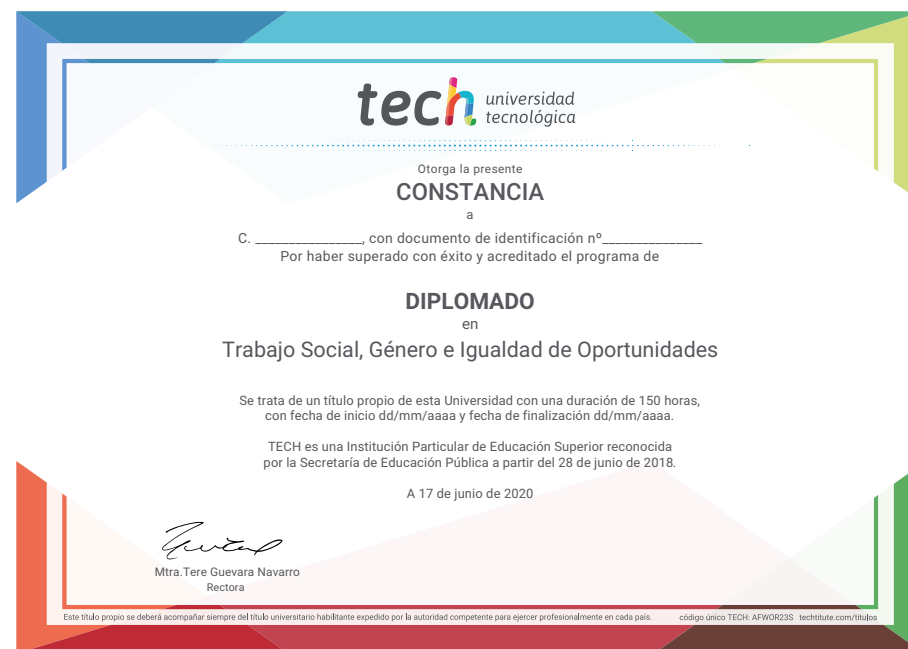 tech universidad
tecnológica
Otorga la presente
CONSTANCIA
a
C. ________________, con documento de identificación nº_______________
Por haber superado con éxito y acreditado el programa de
DIPLOMADO
en
Trabajo Social, Género e Igualdad de Oportunidades
Se trata de un título propio de esta Universidad con una duración de 150 horas,
con fecha de inicio dd/mm/aaaa y fecha de finalización dd/mm/aaaa.
TECH es una Institución Particular de Educación Superior reconocida
por la Secretaría de Educación Pública a partir del 28 de junio de 2018.
A 17 de junio de 2020
Mtra.Tere Guevara Navarro
Rectora
Este título propio se deberá acompañar siempre del título universitario habilitante expedido por la autoridad competente para ejercer profesionalmente en cada país. código único TECH: AFWOR23S techtitute.com/titulos